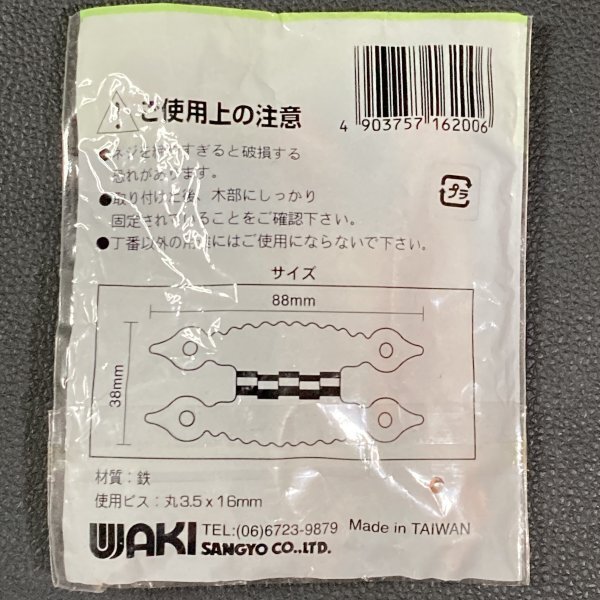 ご使用上の注意
4 903757 162006
●ネジを締めすぎると破損する
恐れがあります。
●取り付けた後、木部にしっかり
固定されていることをご確認下さい。
●丁番以外の用途にはご使用にならないで下さい。
プラ
サイズ
88mm
38mm
材質：鉄
使用ビス：丸3.5x16mm
WAKI SANGYO CO.,LTD.
TEL:(06)6723-9879
Made in TAIWAN